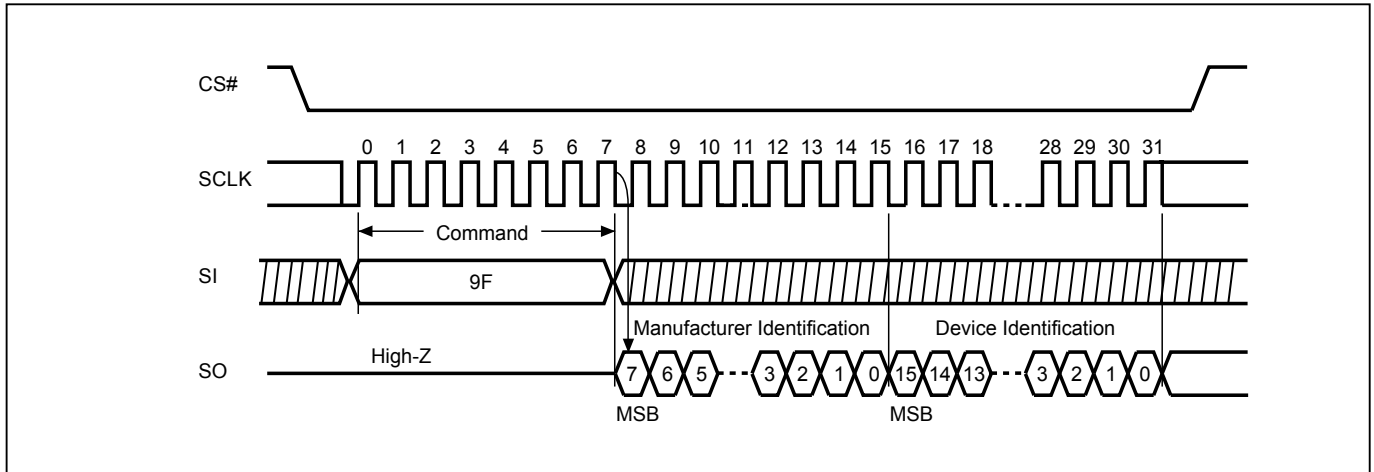 CS#
0 1 2 3 4 5 6 7 8 9 10 11 12 13 14 15 16 17 18 28 29 30 31
SCLK
Command
SI
9F
Manufacturer Identification Device Identification
High-Z
SO
7 6 5 3 2 1 0 15 14 13 3 2 1 0
MSB MSB